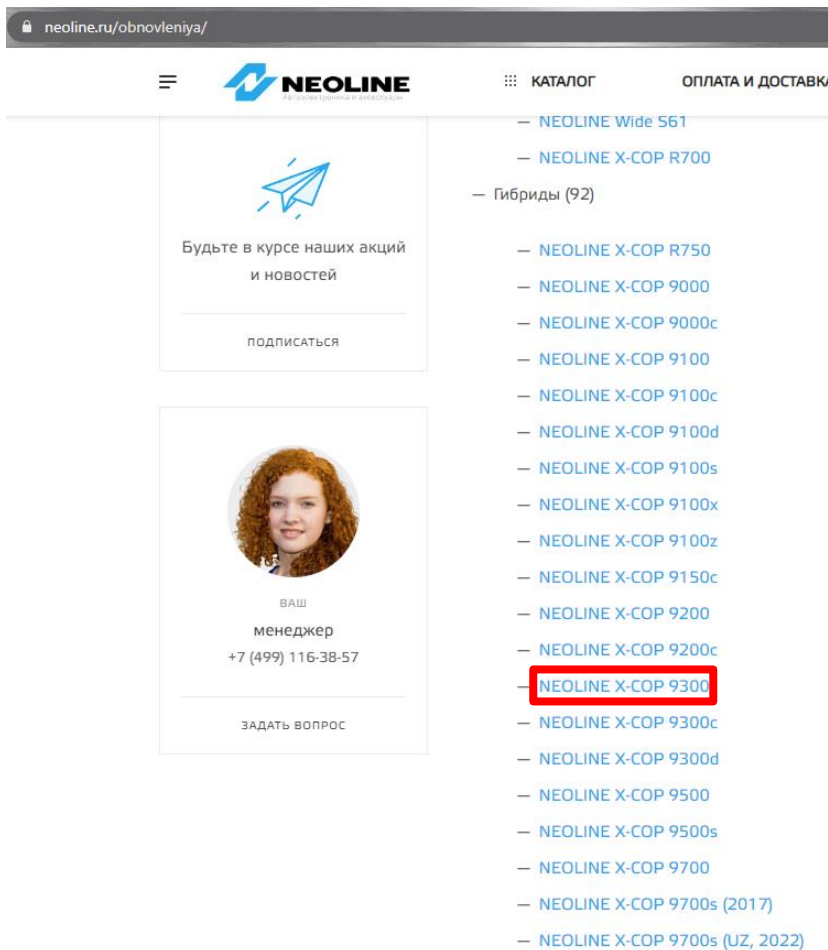 neoline.ru/obnovleniya/
NEOLINE
Автоэлектроника и аксессуары
КАТАЛОГ
ОПЛАТА И ДОСТАВКА
— NEOLINE Wide S61
— NEOLINE X-COP R700
— Гибриды (92)
Будьте в курсе наших акций
и новостей
ПОДПИСАТЬСЯ
ВАШ
менеджер
+7 (499) 116-38-57
ЗАДАТЬ ВОПРОС
— NEOLINE X-COP R750
— NEOLINE X-COP 9000
— NEOLINE X-COP 9000c
— NEOLINE X-COP 9100
— NEOLINE X-COP 9100c
— NEOLINE X-COP 9100d
— NEOLINE X-COP 9100s
— NEOLINE X-COP 9100x
— NEOLINE X-COP 9100z
— NEOLINE X-COP 9150c
— NEOLINE X-COP 9200
— NEOLINE X-COP 9200c
— NEOLINE X-COP 9300
— NEOLINE X-COP 9300c
— NEOLINE X-COP 9300d
— NEOLINE X-COP 9500
— NEOLINE X-COP 9500s
— NEOLINE X-COP 9700
— NEOLINE X-COP 9700s (2017)
— NEOLINE X-COP 9700s (UZ, 2022)